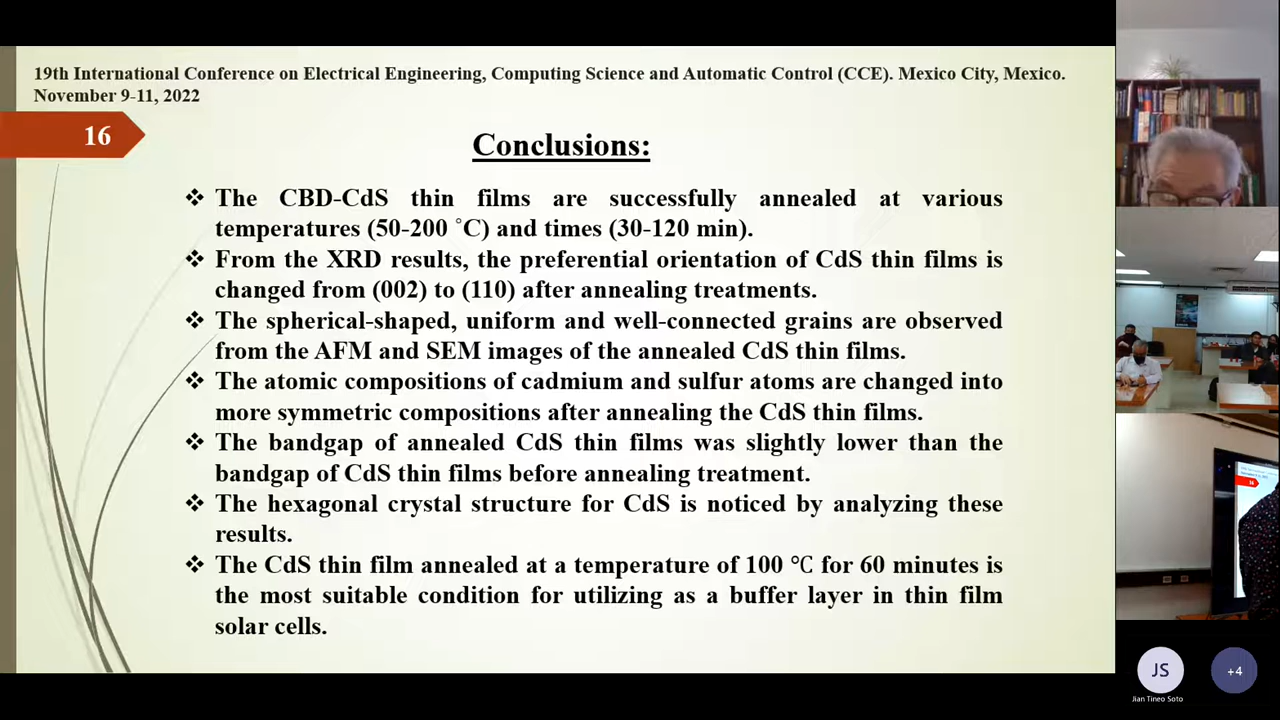 19th International Conference on Electrical Engineering, Computing Science and Automatic Control (CCE). Mexico City, Mexico.
November 9-11, 2022
16
Conclusions:
❖ The CBD-CdS thin films are successfully annealed at various
temperatures (50-200 ˚C) and times (30-120 min).
❖ From the XRD results, the preferential orientation of CdS thin films is
changed from (002) to (110) after annealing treatments.
❖ The spherical-shaped, uniform and well-connected grains are observed
from the AFM and SEM images of the annealed CdS thin films.
❖ The atomic compositions of cadmium and sulfur atoms are changed into
more symmetric compositions after annealing the CdS thin films.
❖ The bandgap of annealed CdS thin films was slightly lower than the
bandgap of CdS thin films before annealing treatment.
❖ The hexagonal crystal structure for CdS is noticed by analyzing these
results.
❖ The CdS thin film annealed at a temperature of 100 ℃ for 60 minutes is
the most suitable condition for utilizing as a buffer layer in thin film
solar cells.
16
JS
+4
Jian Tineo Soto